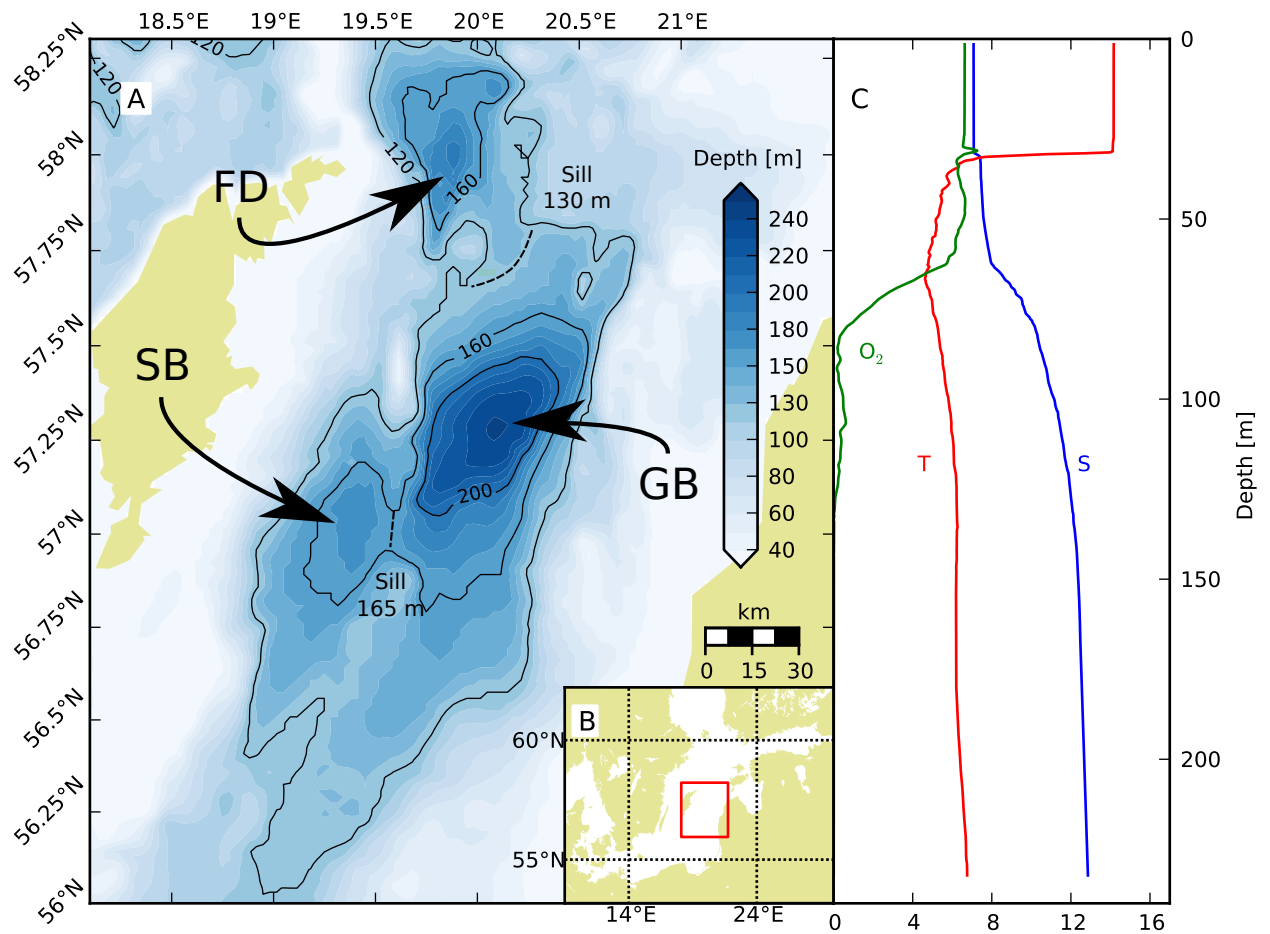 18.5°E 19°E 19.5°E 20°E 20.5°E 21°E
58.25°N
58°N
57.75°N
57.5°N
57.25°N
57°N
56.75°N
56.5°N
56.25°N
56°N
A
120
120
120
160
FD
Sill
130 m
SB
160
200
GB
Sill
165 m
Depth [m]
240
220
200
180
150
130
100
80
60
40
km
0 15 30
B
60°N
55°N
14°E 24°E
C
O₂
T
S
0
50
100
150
200
Depth [m]
0 4 8 12 16